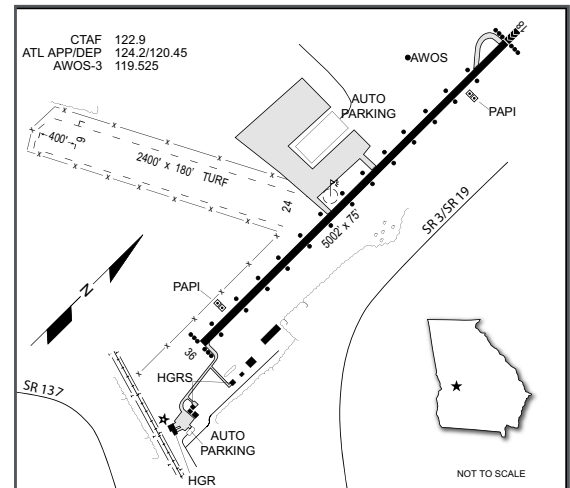 CTAF 122.9
ATL APP/DEP 124.2/120.45
AWOS-3 119.525
AWOS
18
PAPI
AUTO
PARKING
400'
6
2400' x 180' TURF
24
5002' x 75'
SR 3/SR 19
N
PAPI
36
HGRS
SR 137
AUTO
PARKING
HGR
NOT TO SCALE